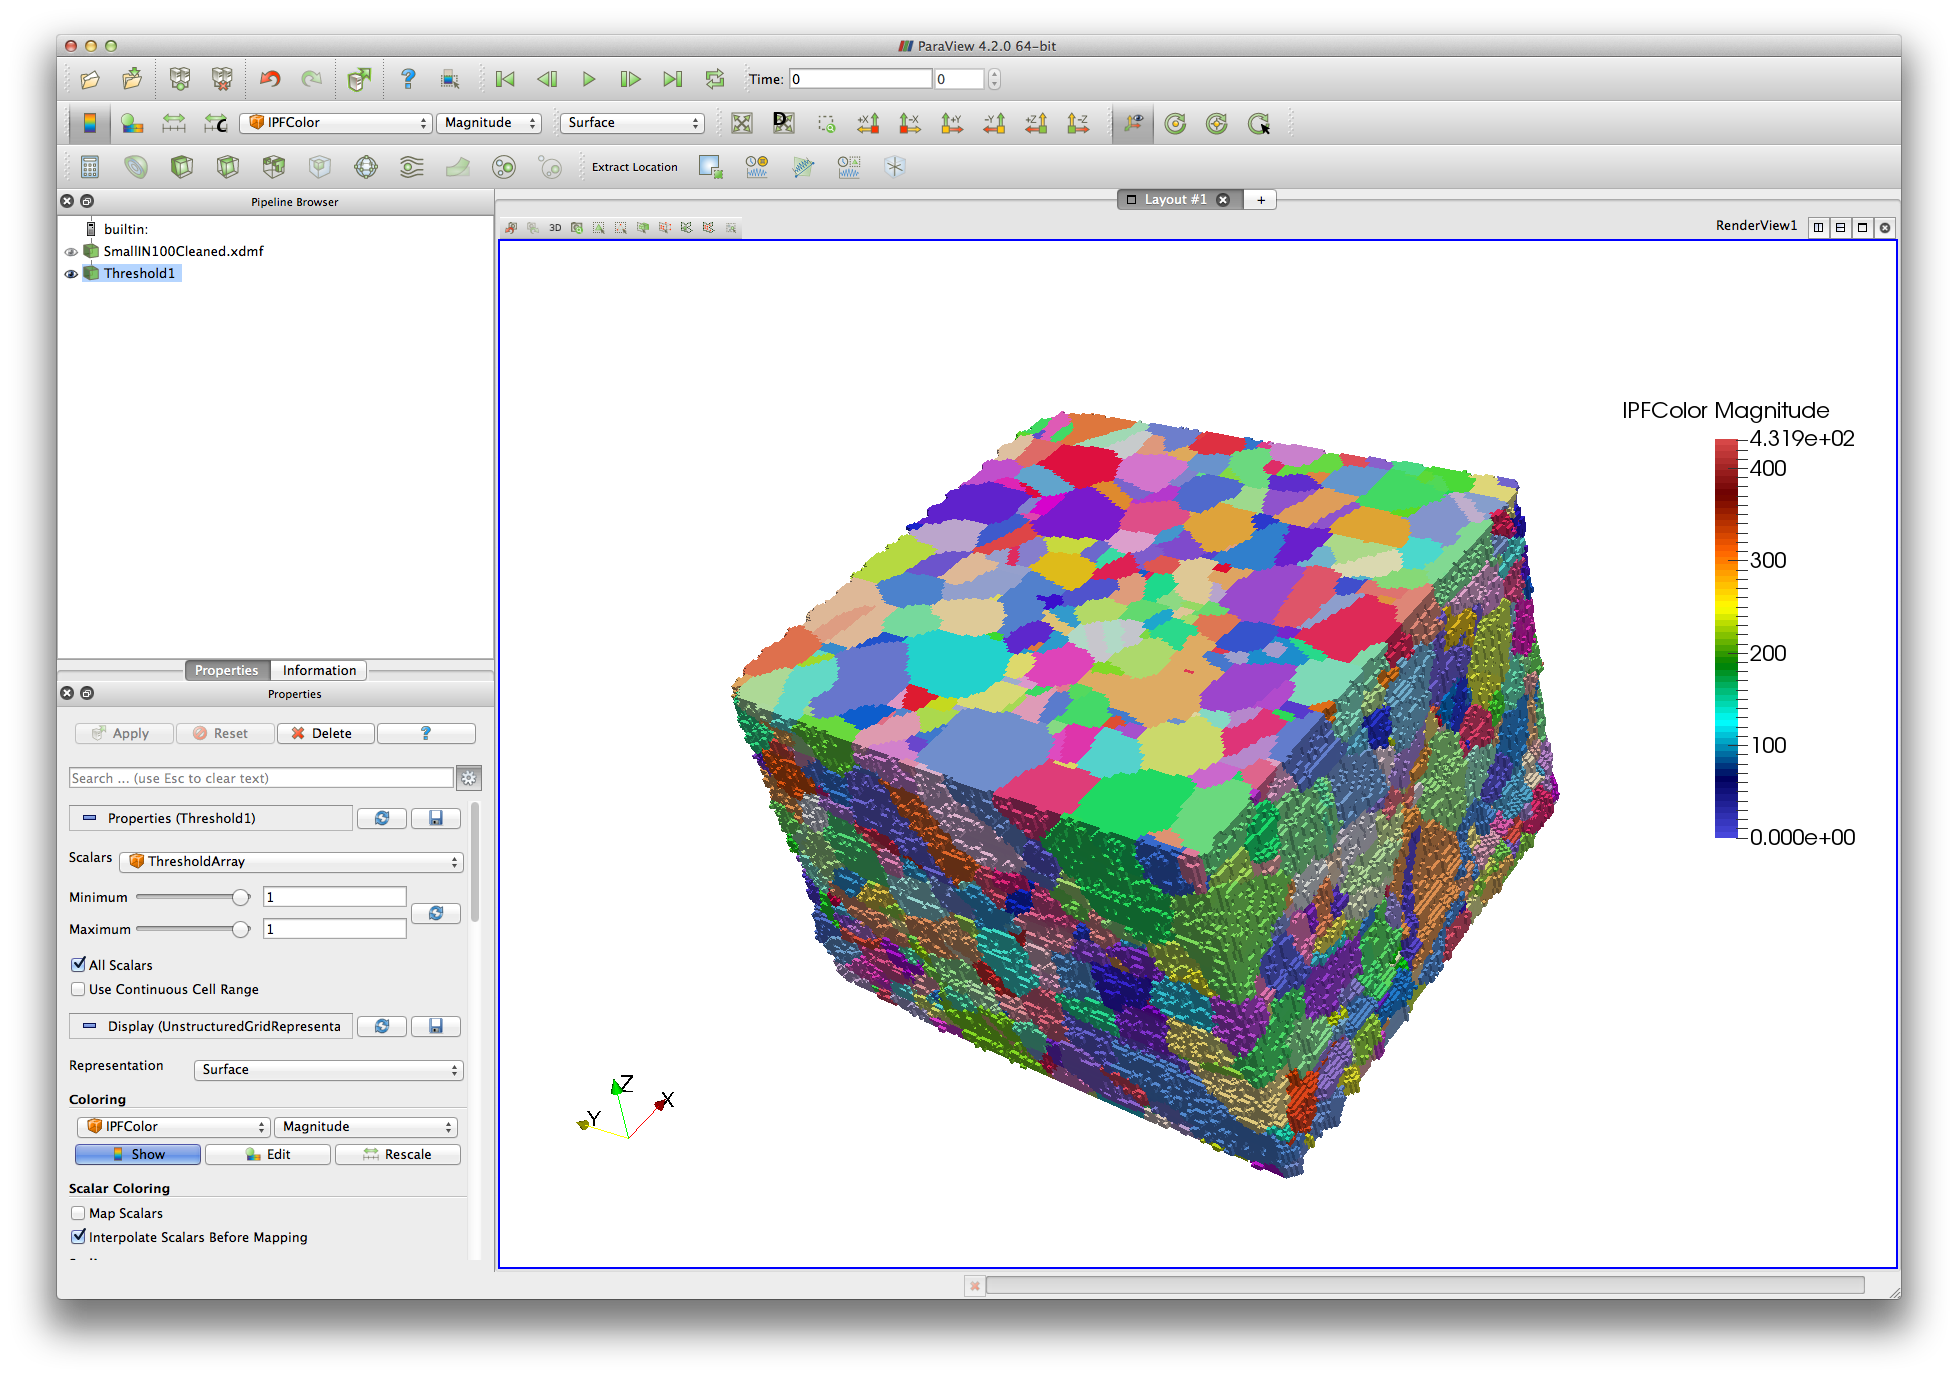 ParaView 4.2.0 64-bit
Time: 0 0
IPFColor Magnitude Surface D +X -X +Y -Y +Z -Z
Extract Location
Pipeline Browser
Layout #1 +
builtin:
SmallIN100Cleaned.xdmf
Threshold1
3D
RenderView1
Properties Information
Properties
Apply Reset Delete ?
Search ... (use Esc to clear text)
Properties (Threshold1)
Scalars ThresholdArray
Minimum 1
Maximum 1
All Scalars
Use Continuous Cell Range
Display (UnstructuredGridRepresenta
Representation Surface
Coloring
IPFColor Magnitude
Show Edit Rescale
Scalar Coloring
Map Scalars
Interpolate Scalars Before Mapping
IPFColor Magnitude
4.319e+02
400
300
200
100
0.000e+00
Z
X
Y